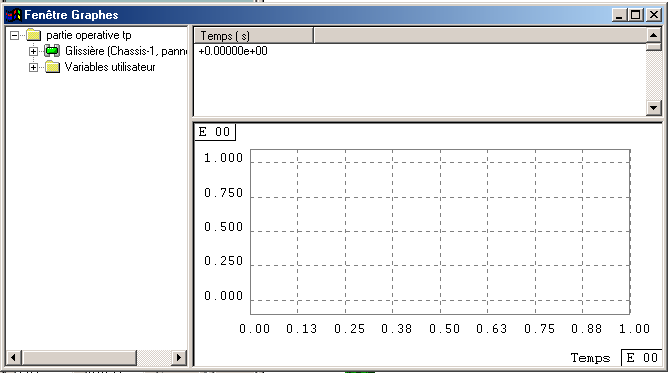 Fenêtre Graphes
partie operative tp
Glissière (Chassis-1, pann
Variables utilisateur
Temps ( s)
+0.00000e+00
E 00
1.000
0.750
0.500
0.250
0.000
0.00 0.13 0.25 0.38 0.50 0.63 0.75 0.88 1.00
Temps E 00